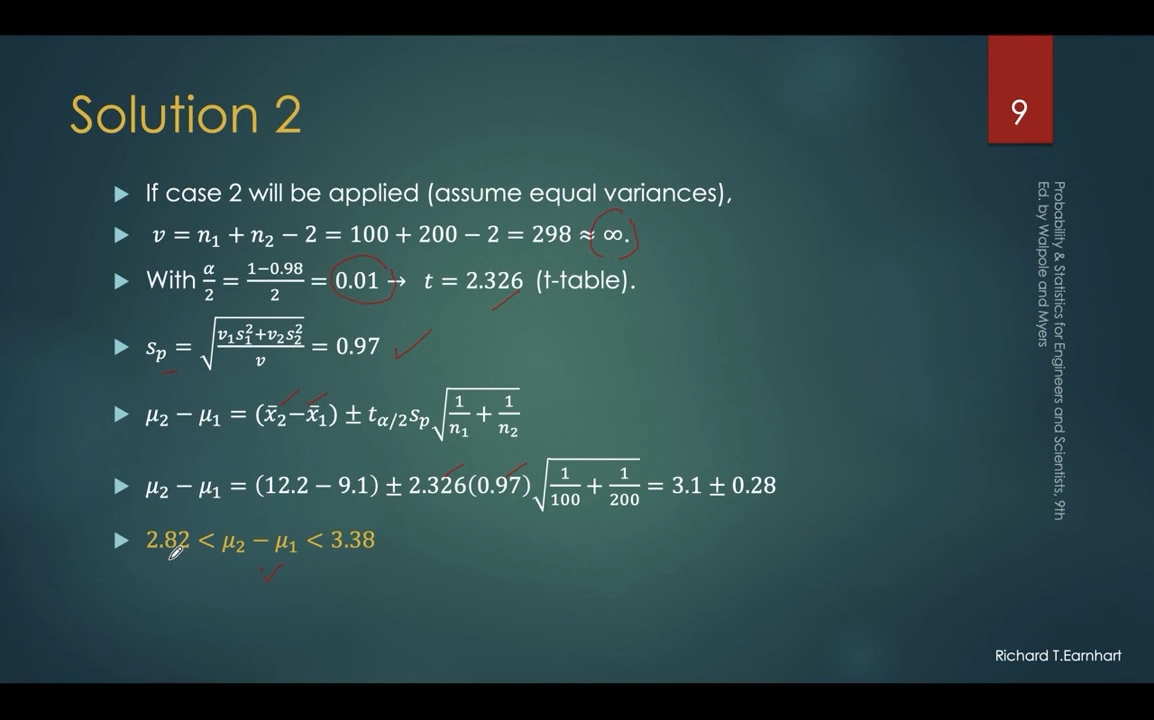 Solution 2
9
If case 2 will be applied (assume equal variances),
v = n₁ + n₂ − 2 = 100 + 200 − 2 = 298 ≈ ∞.
With α/2 = (1−0.98)/2 = 0.01 → t = 2.326 (t-table).
sₚ = √((v₁s₁²+v₂s₂²)/v) = 0.97
μ₂ − μ₁ = (x̄₂−x̄₁) ± t_α/2 sₚ √(1/n₁ + 1/n₂)
μ₂ − μ₁ = (12.2 − 9.1) ± 2.326(0.97) √(1/100 + 1/200) = 3.1 ± 0.28
2.82 < μ₂ − μ₁ < 3.38
Probability & Statistics for Engineers and Scientists, 9th
Ed. by Walpole and Myers
Richard T.Earnhart